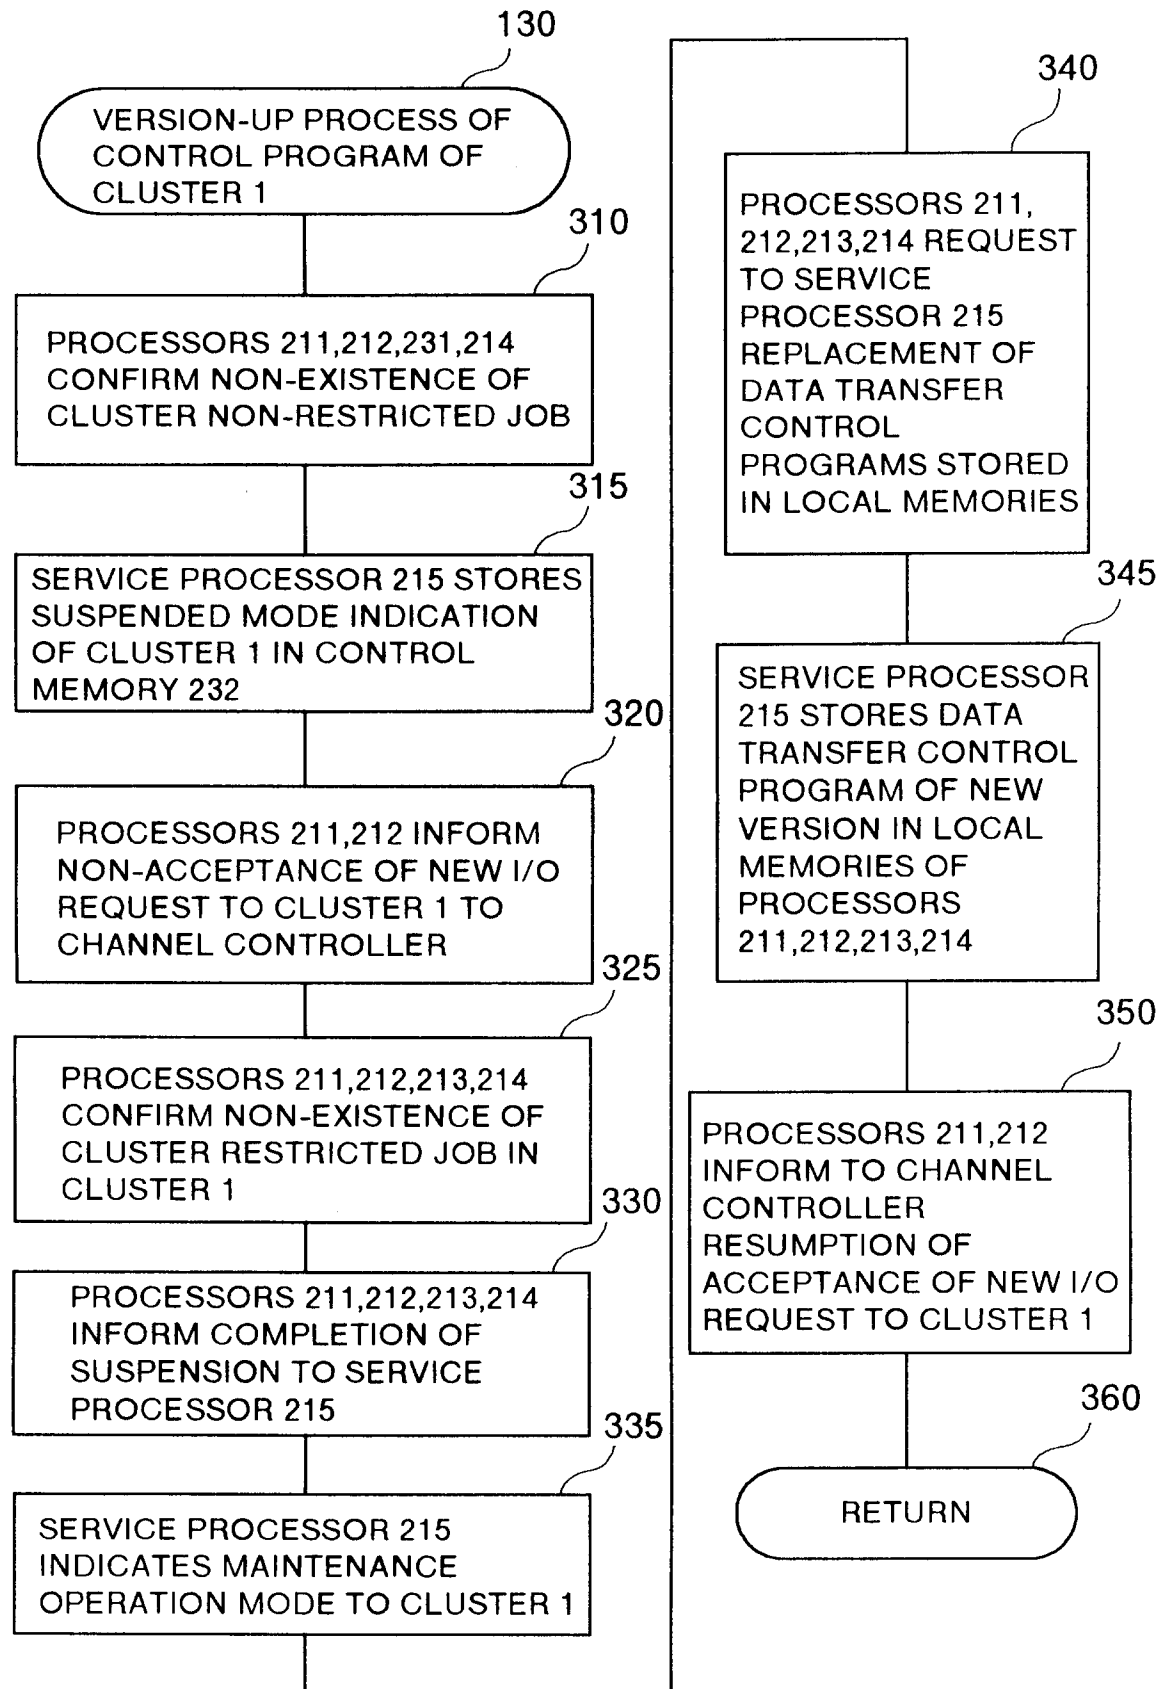 130
VERSION-UP PROCESS OF
CONTROL PROGRAM OF
CLUSTER 1
310
PROCESSORS 211,212,231,214
CONFIRM NON-EXISTENCE OF
CLUSTER NON-RESTRICTED JOB
315
SERVICE PROCESSOR 215 STORES
SUSPENDED MODE INDICATION
OF CLUSTER 1 IN CONTROL
MEMORY 232
320
PROCESSORS 211,212 INFORM
NON-ACCEPTANCE OF NEW I/O
REQUEST TO CLUSTER 1 TO
CHANNEL CONTROLLER
325
PROCESSORS 211,212,213,214
CONFIRM NON-EXISTENCE OF
CLUSTER RESTRICTED JOB IN
CLUSTER 1
330
PROCESSORS 211,212,213,214
INFORM COMPLETION OF
SUSPENSION TO SERVICE
PROCESSOR 215
335
SERVICE PROCESSOR 215
INDICATES MAINTENANCE
OPERATION MODE TO CLUSTER 1
340
PROCESSORS 211,
212,213,214 REQUEST
TO SERVICE
PROCESSOR 215
REPLACEMENT OF
DATA TRANSFER
CONTROL
PROGRAMS STORED
IN LOCAL MEMORIES
345
SERVICE PROCESSOR
215 STORES DATA
TRANSFER CONTROL
PROGRAM OF NEW
VERSION IN LOCAL
MEMORIES OF
PROCESSORS
211,212,213,214
350
PROCESSORS 211,212
INFORM TO CHANNEL
CONTROLLER
RESUMPTION OF
ACCEPTANCE OF NEW I/O
REQUEST TO CLUSTER 1
360
RETURN